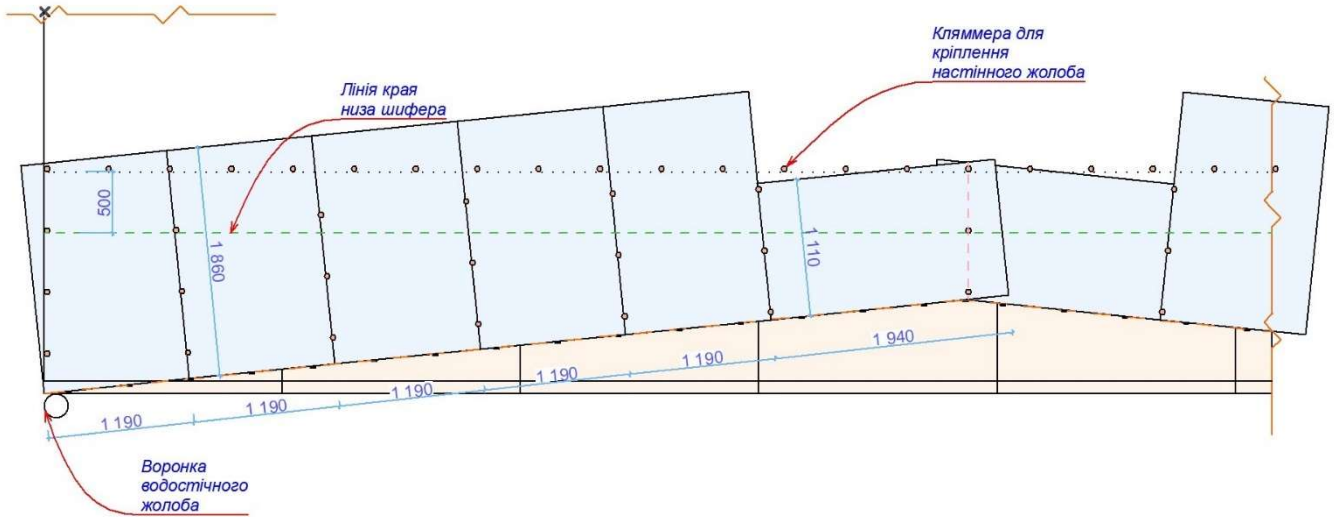 Кляммера для
кріплення
настінного жолоба
Лінія края
низа шифера
500
1 860
1 110
1 940
1 190
1 190
1 190
1 190
1 190
Воронка
водостічного
жолоба